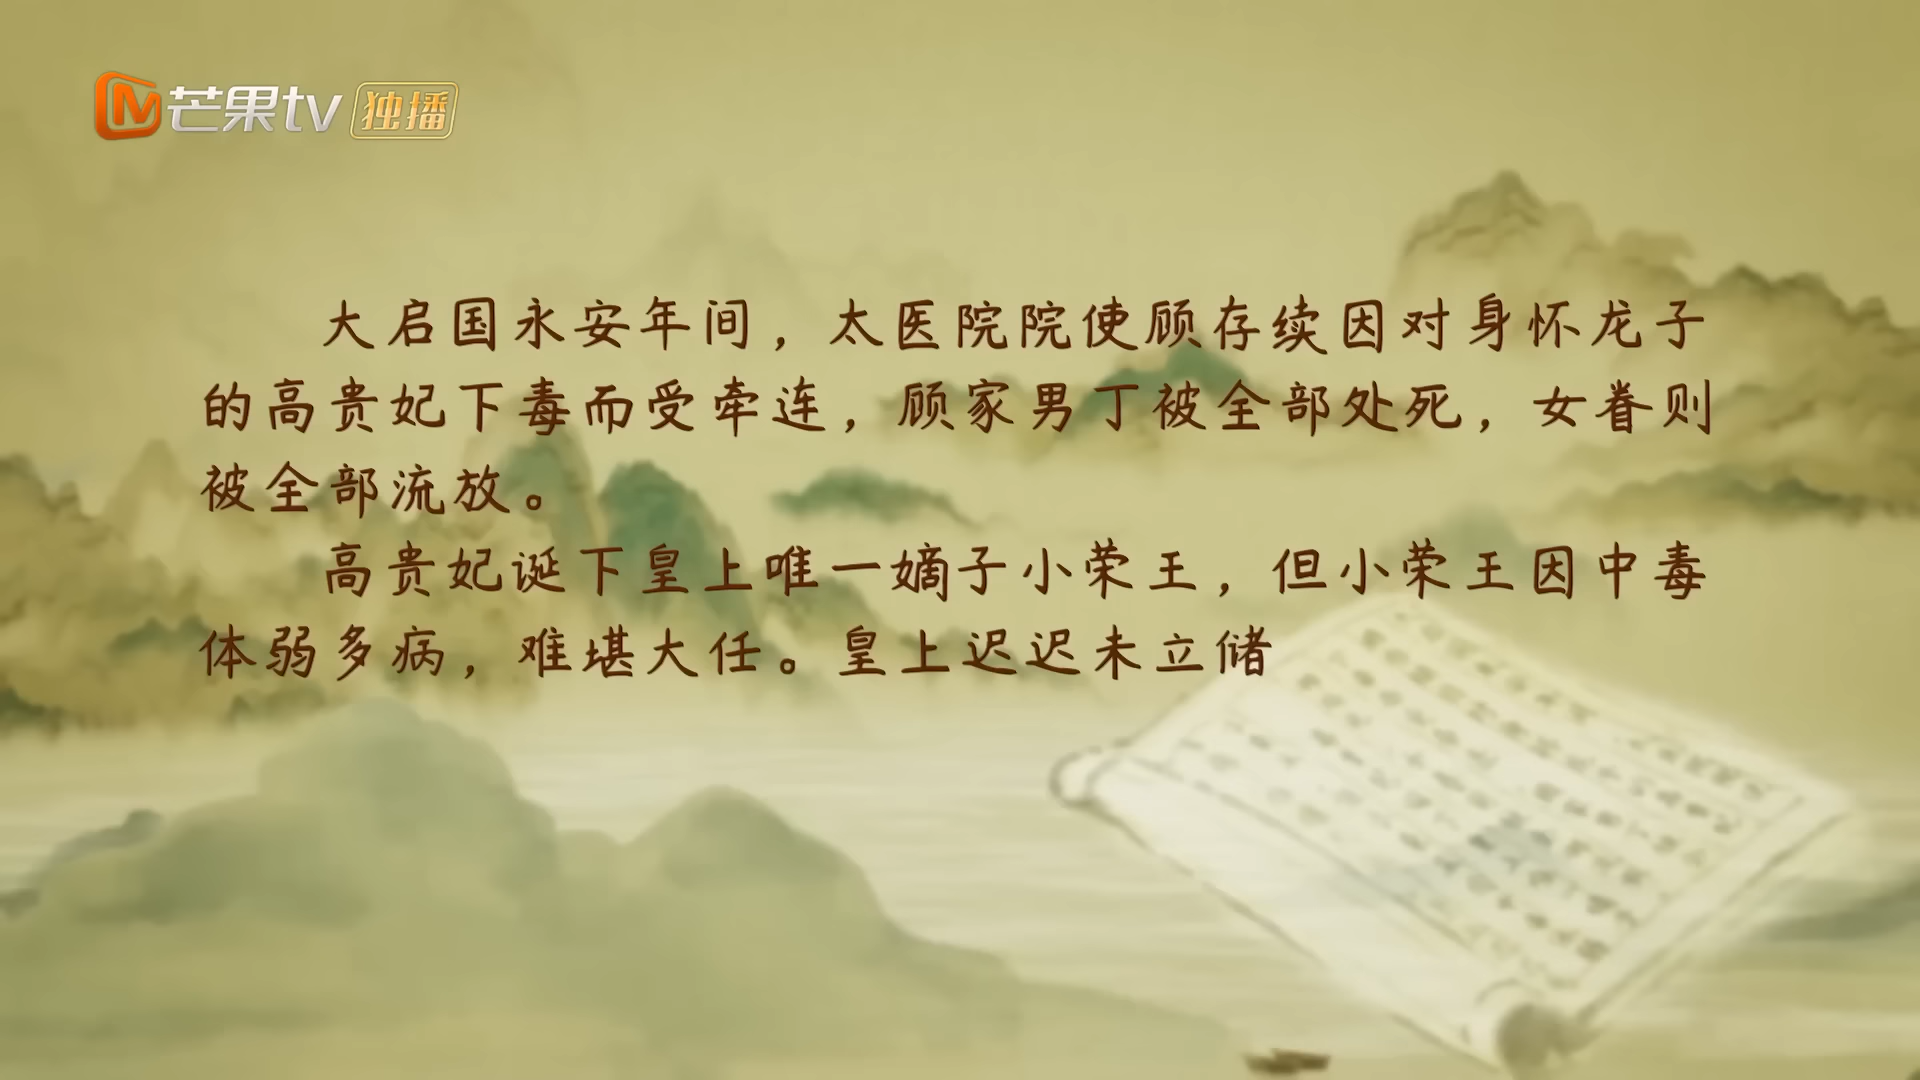 芒果tv 独播
大启国永安年间，太医院院使顾存续因对身怀龙子
的高贵妃下毒而受牵连，顾家男丁被全部处死，女眷则
被全部流放。
高贵妃诞下皇上唯一嫡子小荣王，但小荣王因中毒
体弱多病，难堪大任。皇上迟迟未立储